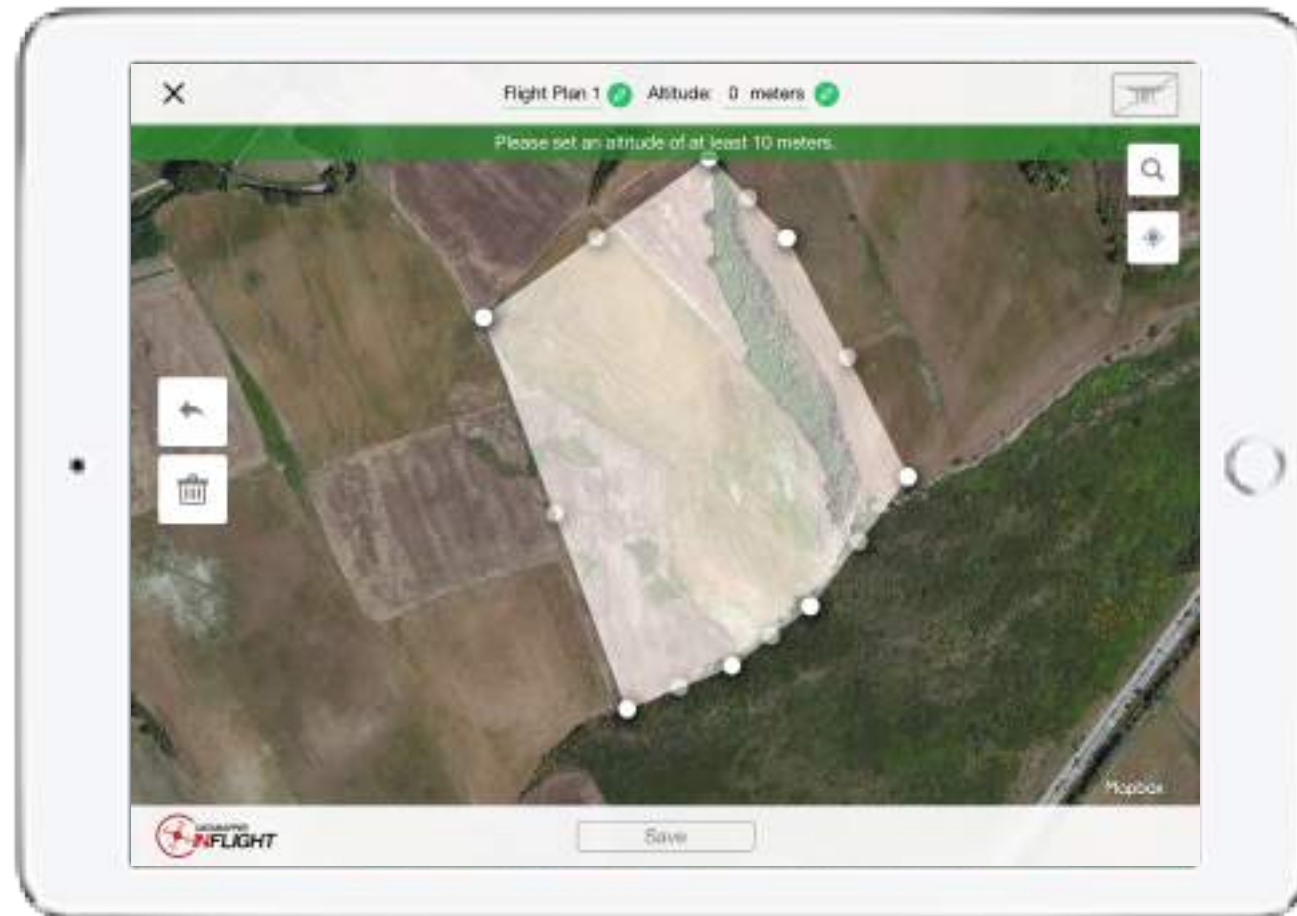 Flight Plan 1 Altitude: 0 meters
Please set an altitude of at least 10 meters.
Mapbox
INFLIGHT
Save